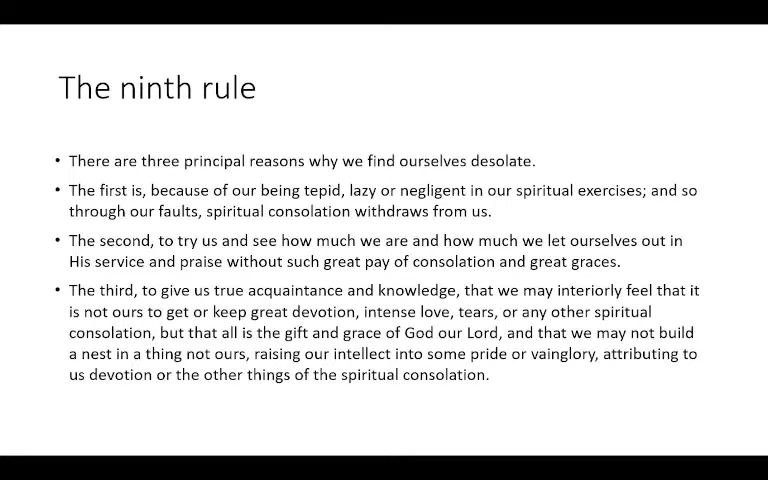 The ninth rule
• There are three principal reasons why we find ourselves desolate.
• The first is, because of our being tepid, lazy or negligent in our spiritual exercises; and so
through our faults, spiritual consolation withdraws from us.
• The second, to try us and see how much we are and how much we let ourselves out in
His service and praise without such great pay of consolation and great graces.
• The third, to give us true acquaintance and knowledge, that we may interiorly feel that it
is not ours to get or keep great devotion, intense love, tears, or any other spiritual
consolation, but that all is the gift and grace of God our Lord, and that we may not build
a nest in a thing not ours, raising our intellect into some pride or vainglory, attributing to
us devotion or the other things of the spiritual consolation.